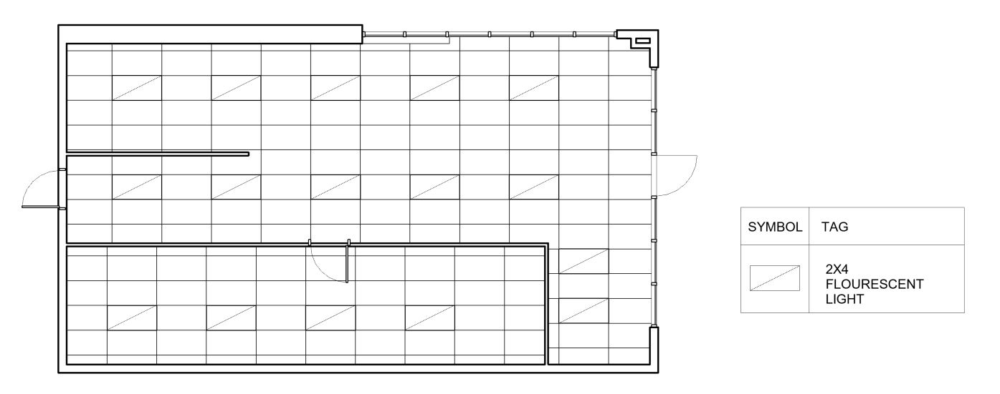 SYMBOL TAG
2X4
FLOURESCENT
LIGHT